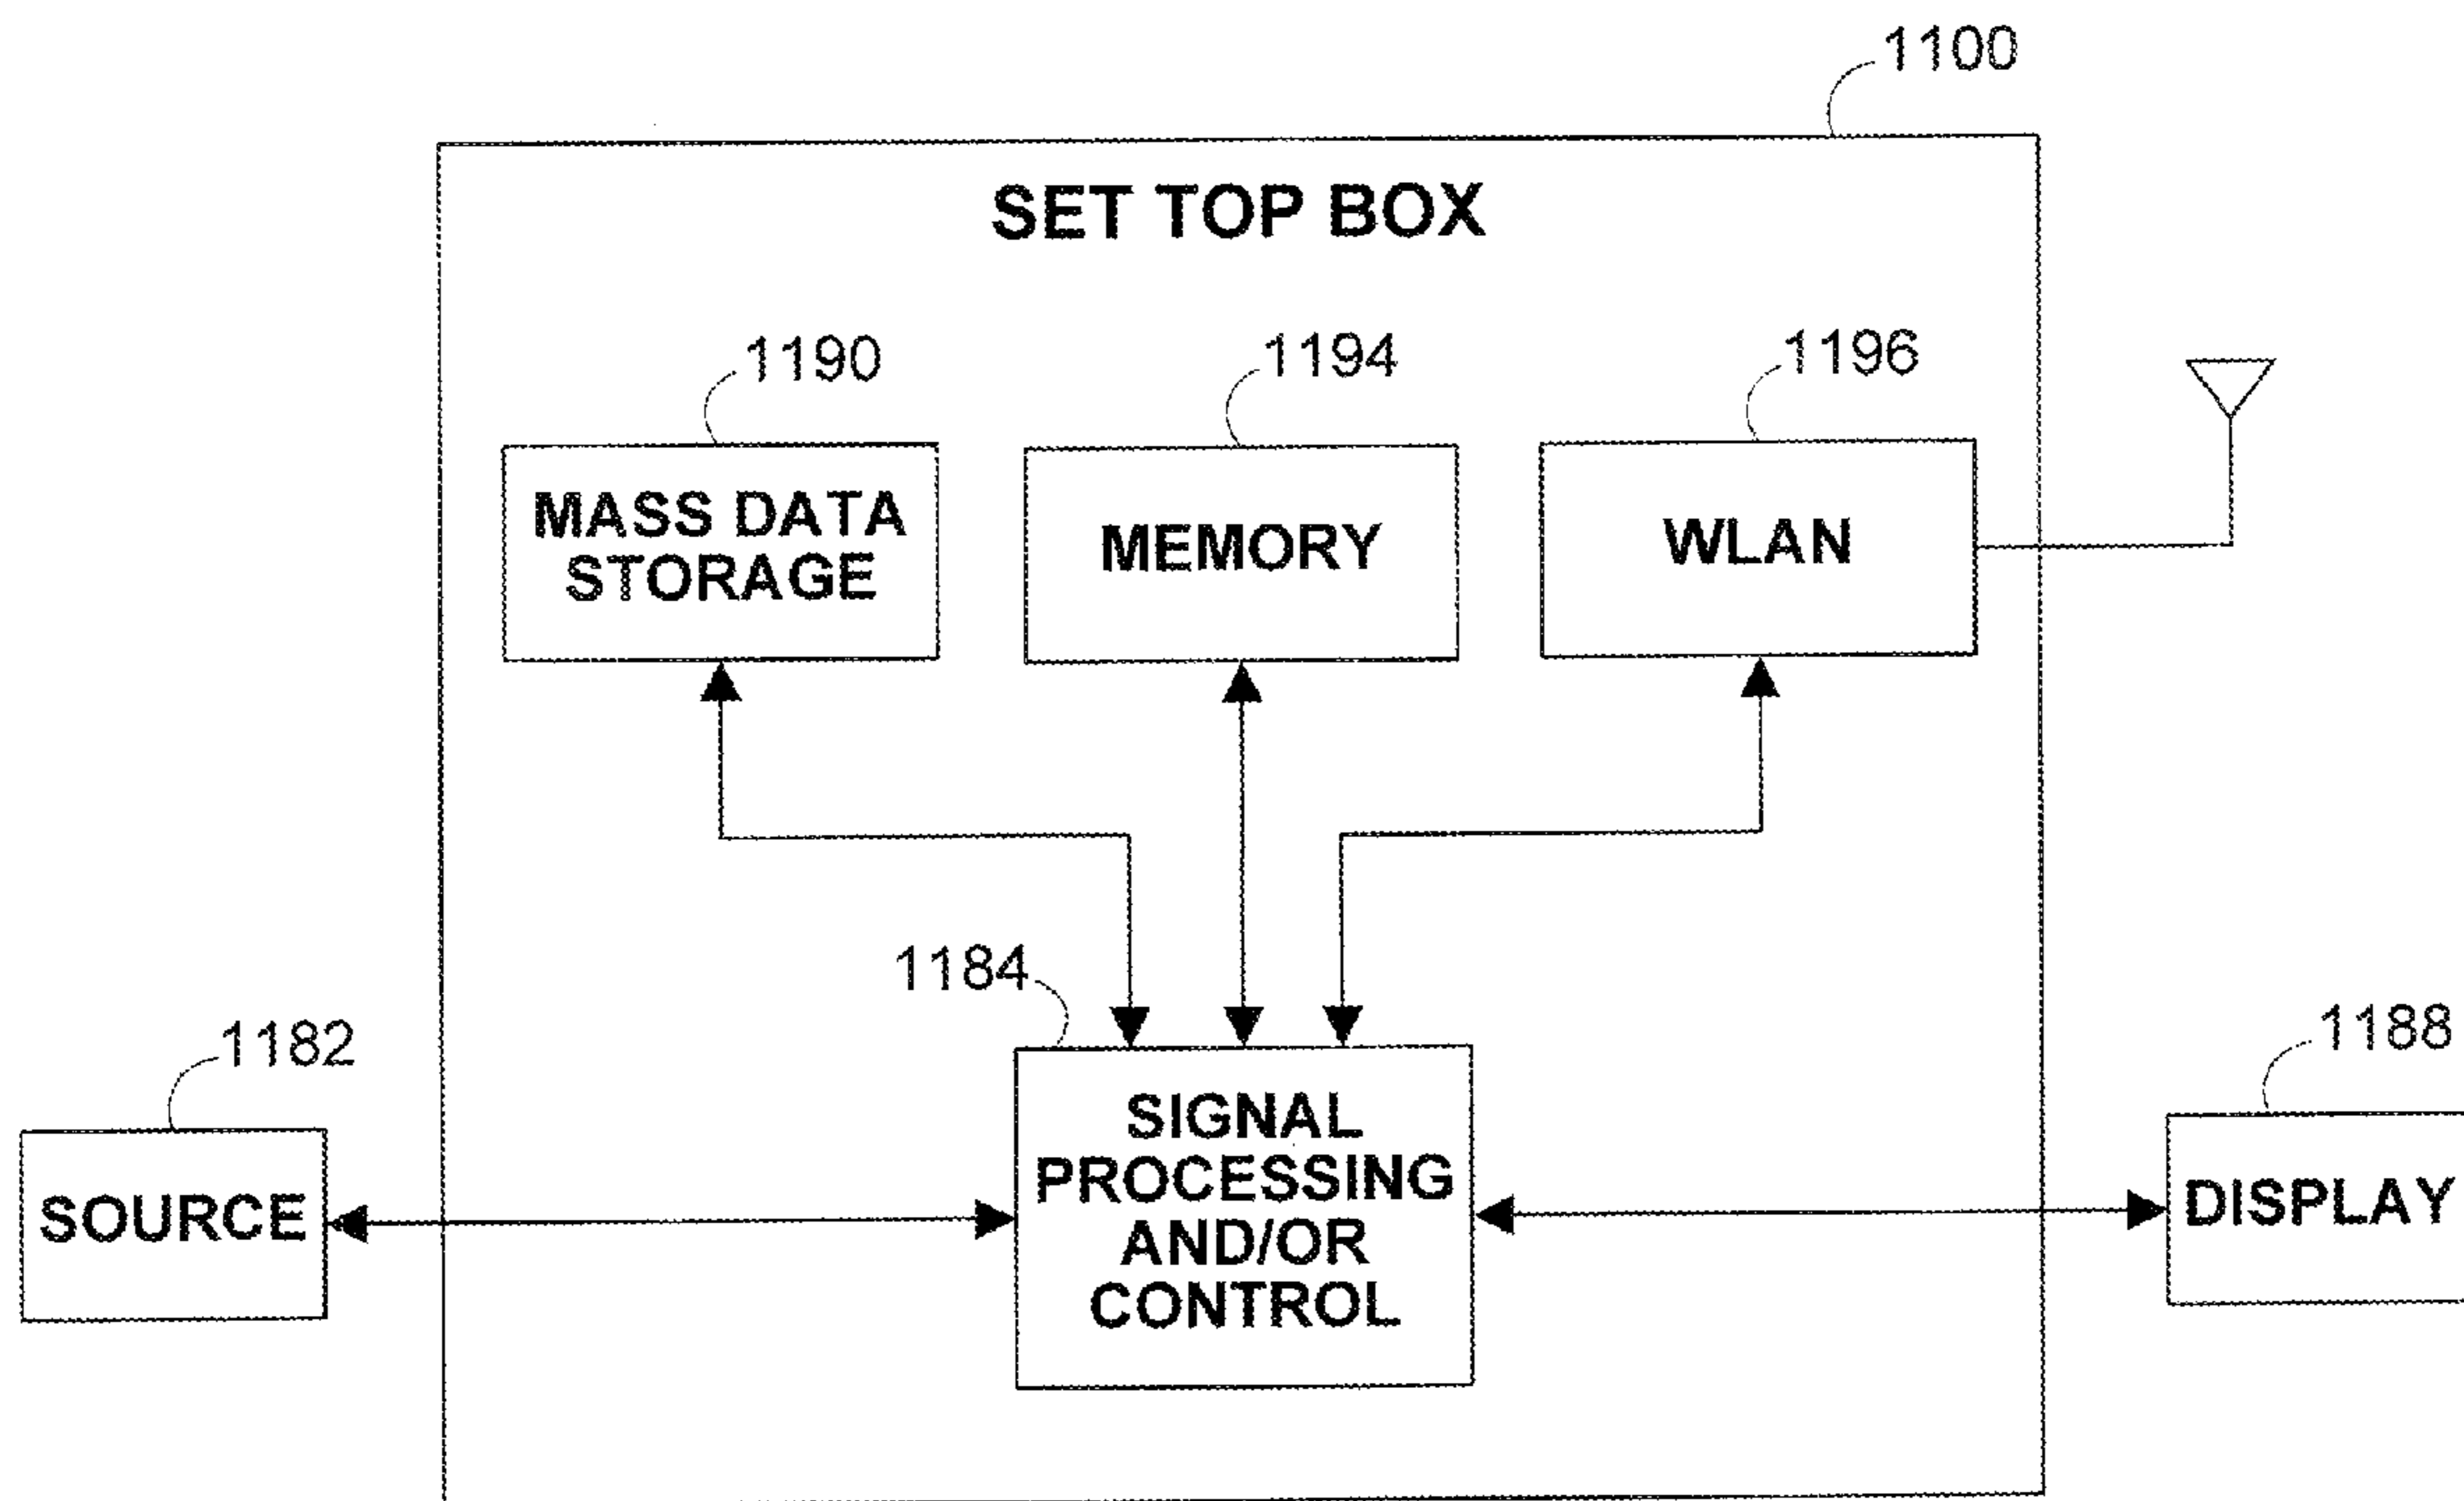 1100
SET TOP BOX
1190
1194
1196
MASS DATA
STORAGE
MEMORY
WLAN
1184
1182
1188
SOURCE
SIGNAL
PROCESSING
AND/OR
CONTROL
DISPLAY